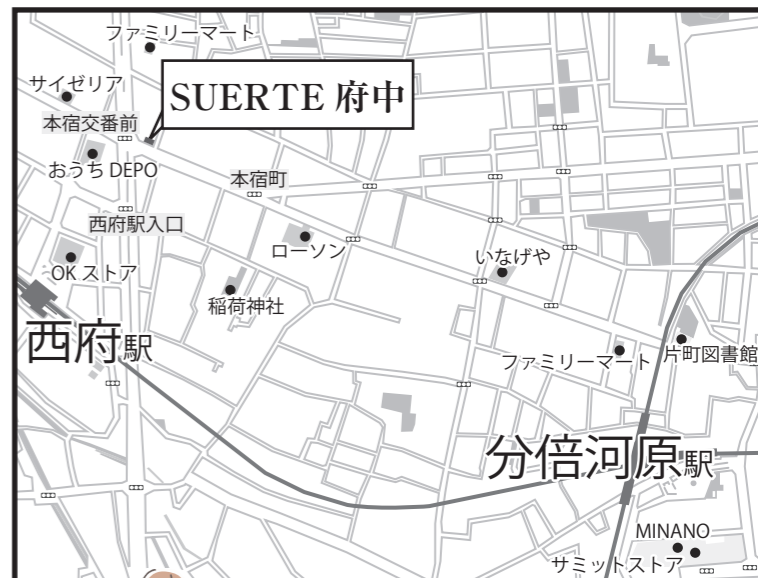 ファミリーマート
サイゼリア
SUERTE 府中
本宿交番前
おうち DEPO
本宿町
西府駅入口
ローソン
いなげや
OK ストア
稲荷神社
西府駅
ファミリーマート
片町図書館
分倍河原駅
MINANO
サミットストア